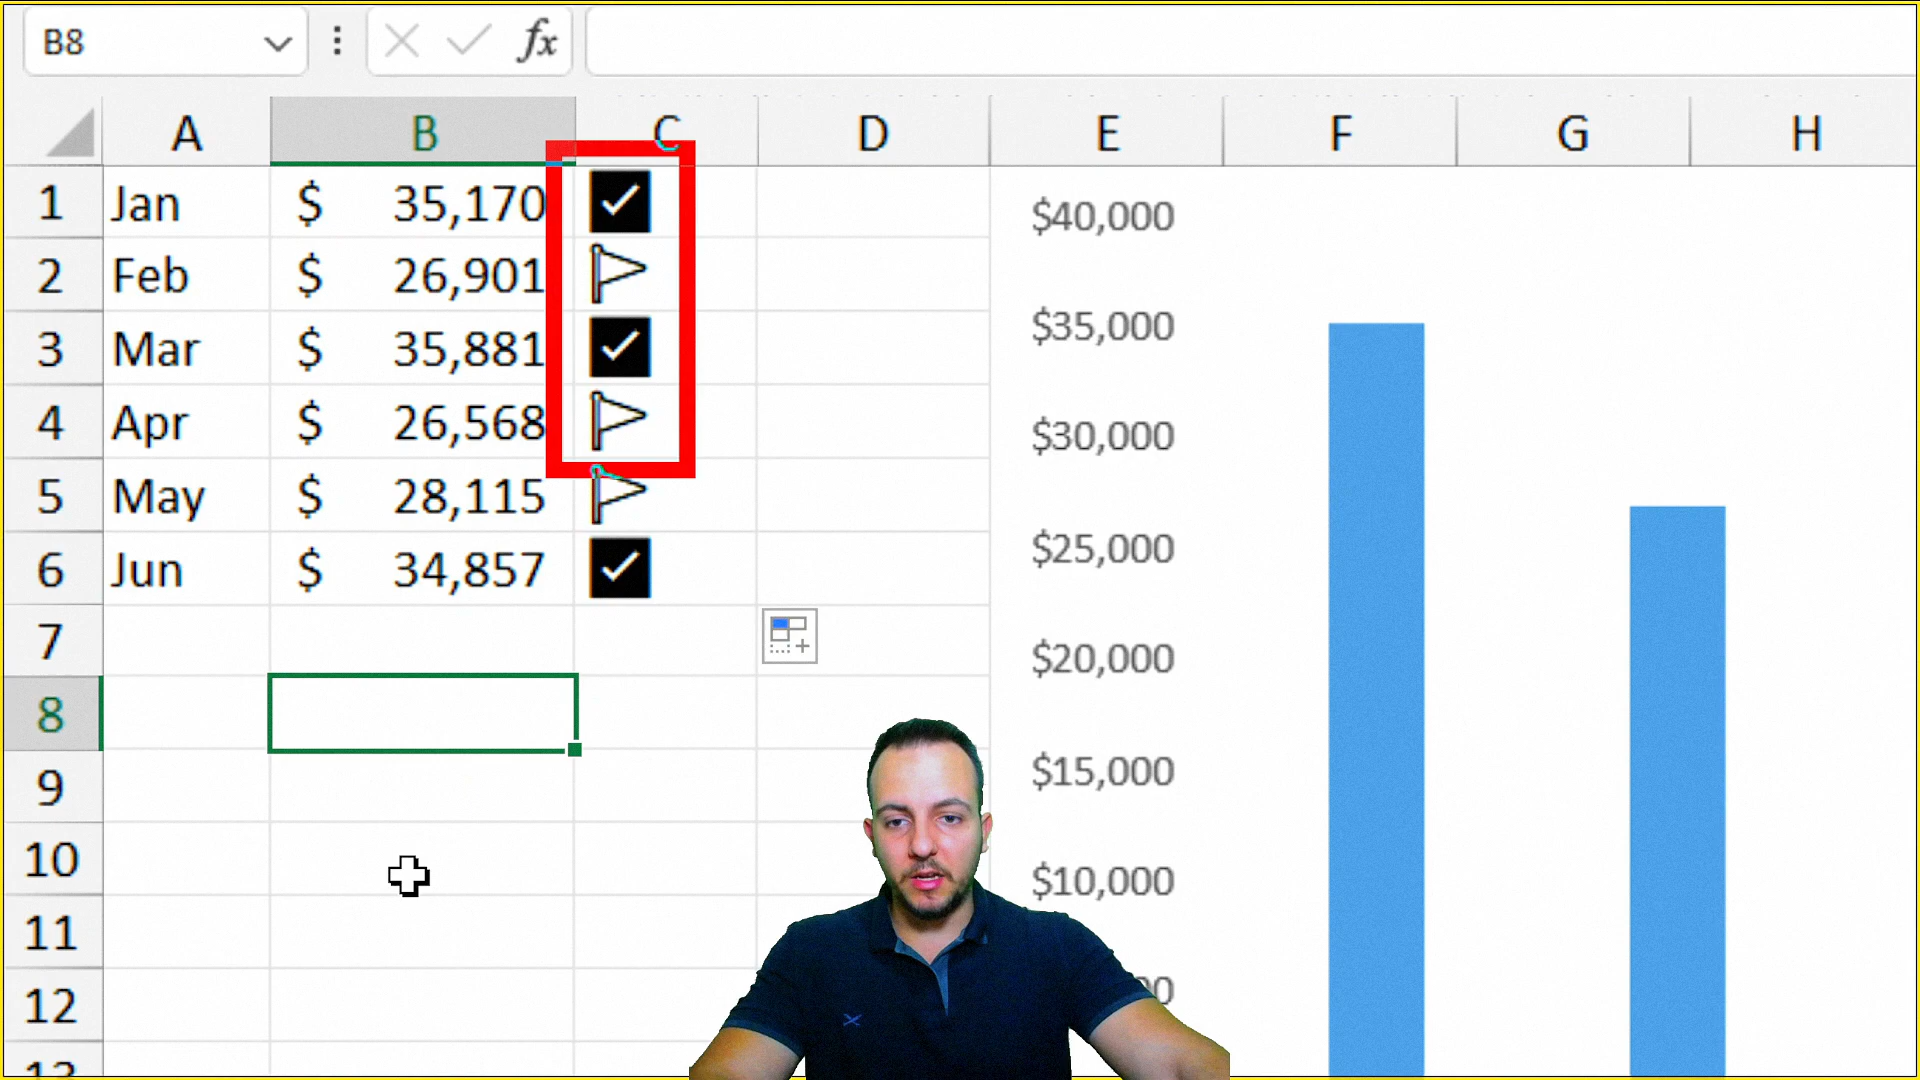 B8 fx
A B C D E F G H
1 Jan $ 35,170
2 Feb $ 26,901
3 Mar $ 35,881
4 Apr $ 26,568
5 May $ 28,115
6 Jun $ 34,857
7
8
9
10
11
12
$40,000
$35,000
$30,000
$25,000
$20,000
$15,000
$10,000